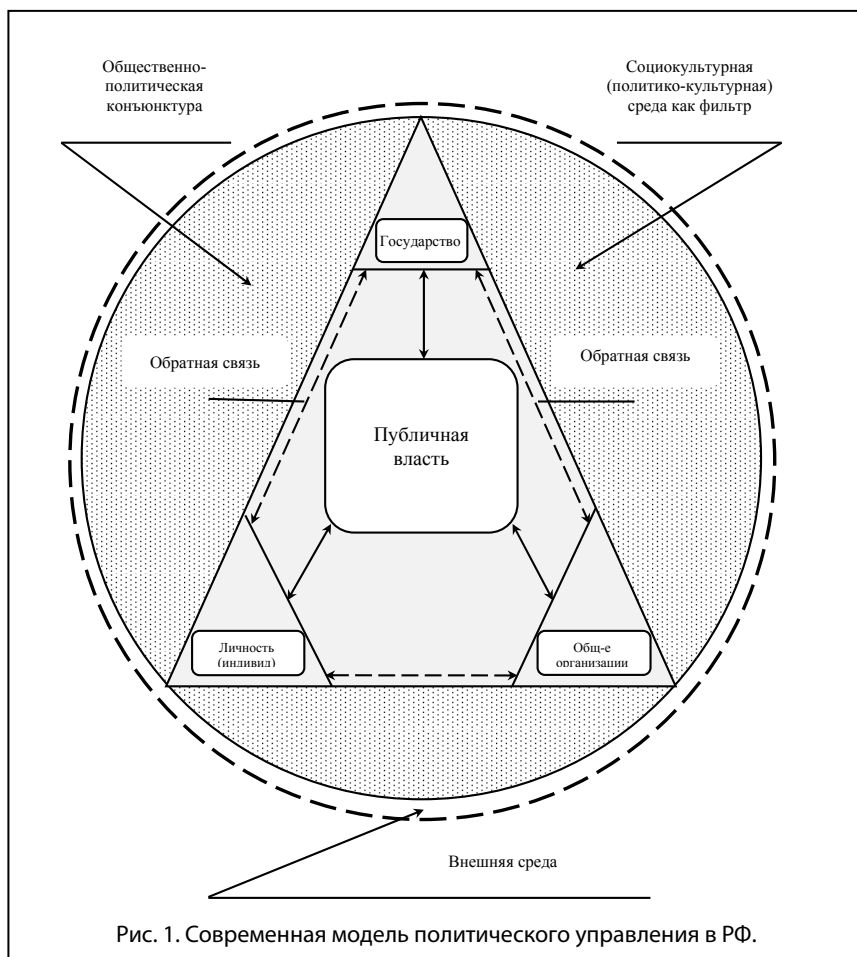 Общественно-
политическая
конъюнктура
Социокультурная
(политико-культурная)
среда как фильтр
Государство
Обратная связь
Обратная связь
Публичная
власть
Личность
(индивид)
Общ-е
организации
Внешняя среда
Рис. 1. Современная модель политического управления в РФ.